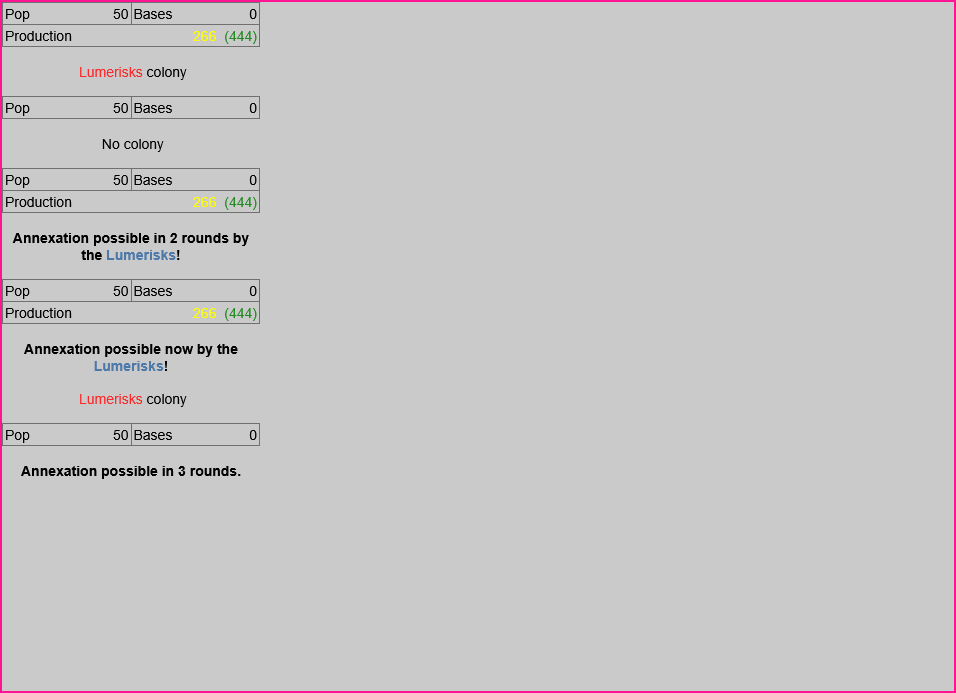 Pop 50 Bases 0
Production 266 (444)
Lumerisks colony
Pop 50 Bases 0
No colony
Pop 50 Bases 0
Production 266 (444)
Annexation possible in 2 rounds by
the Lumerisks!
Pop 50 Bases 0
Production 266 (444)
Annexation possible now by the
Lumerisks!
Lumerisks colony
Pop 50 Bases 0
Annexation possible in 3 rounds.